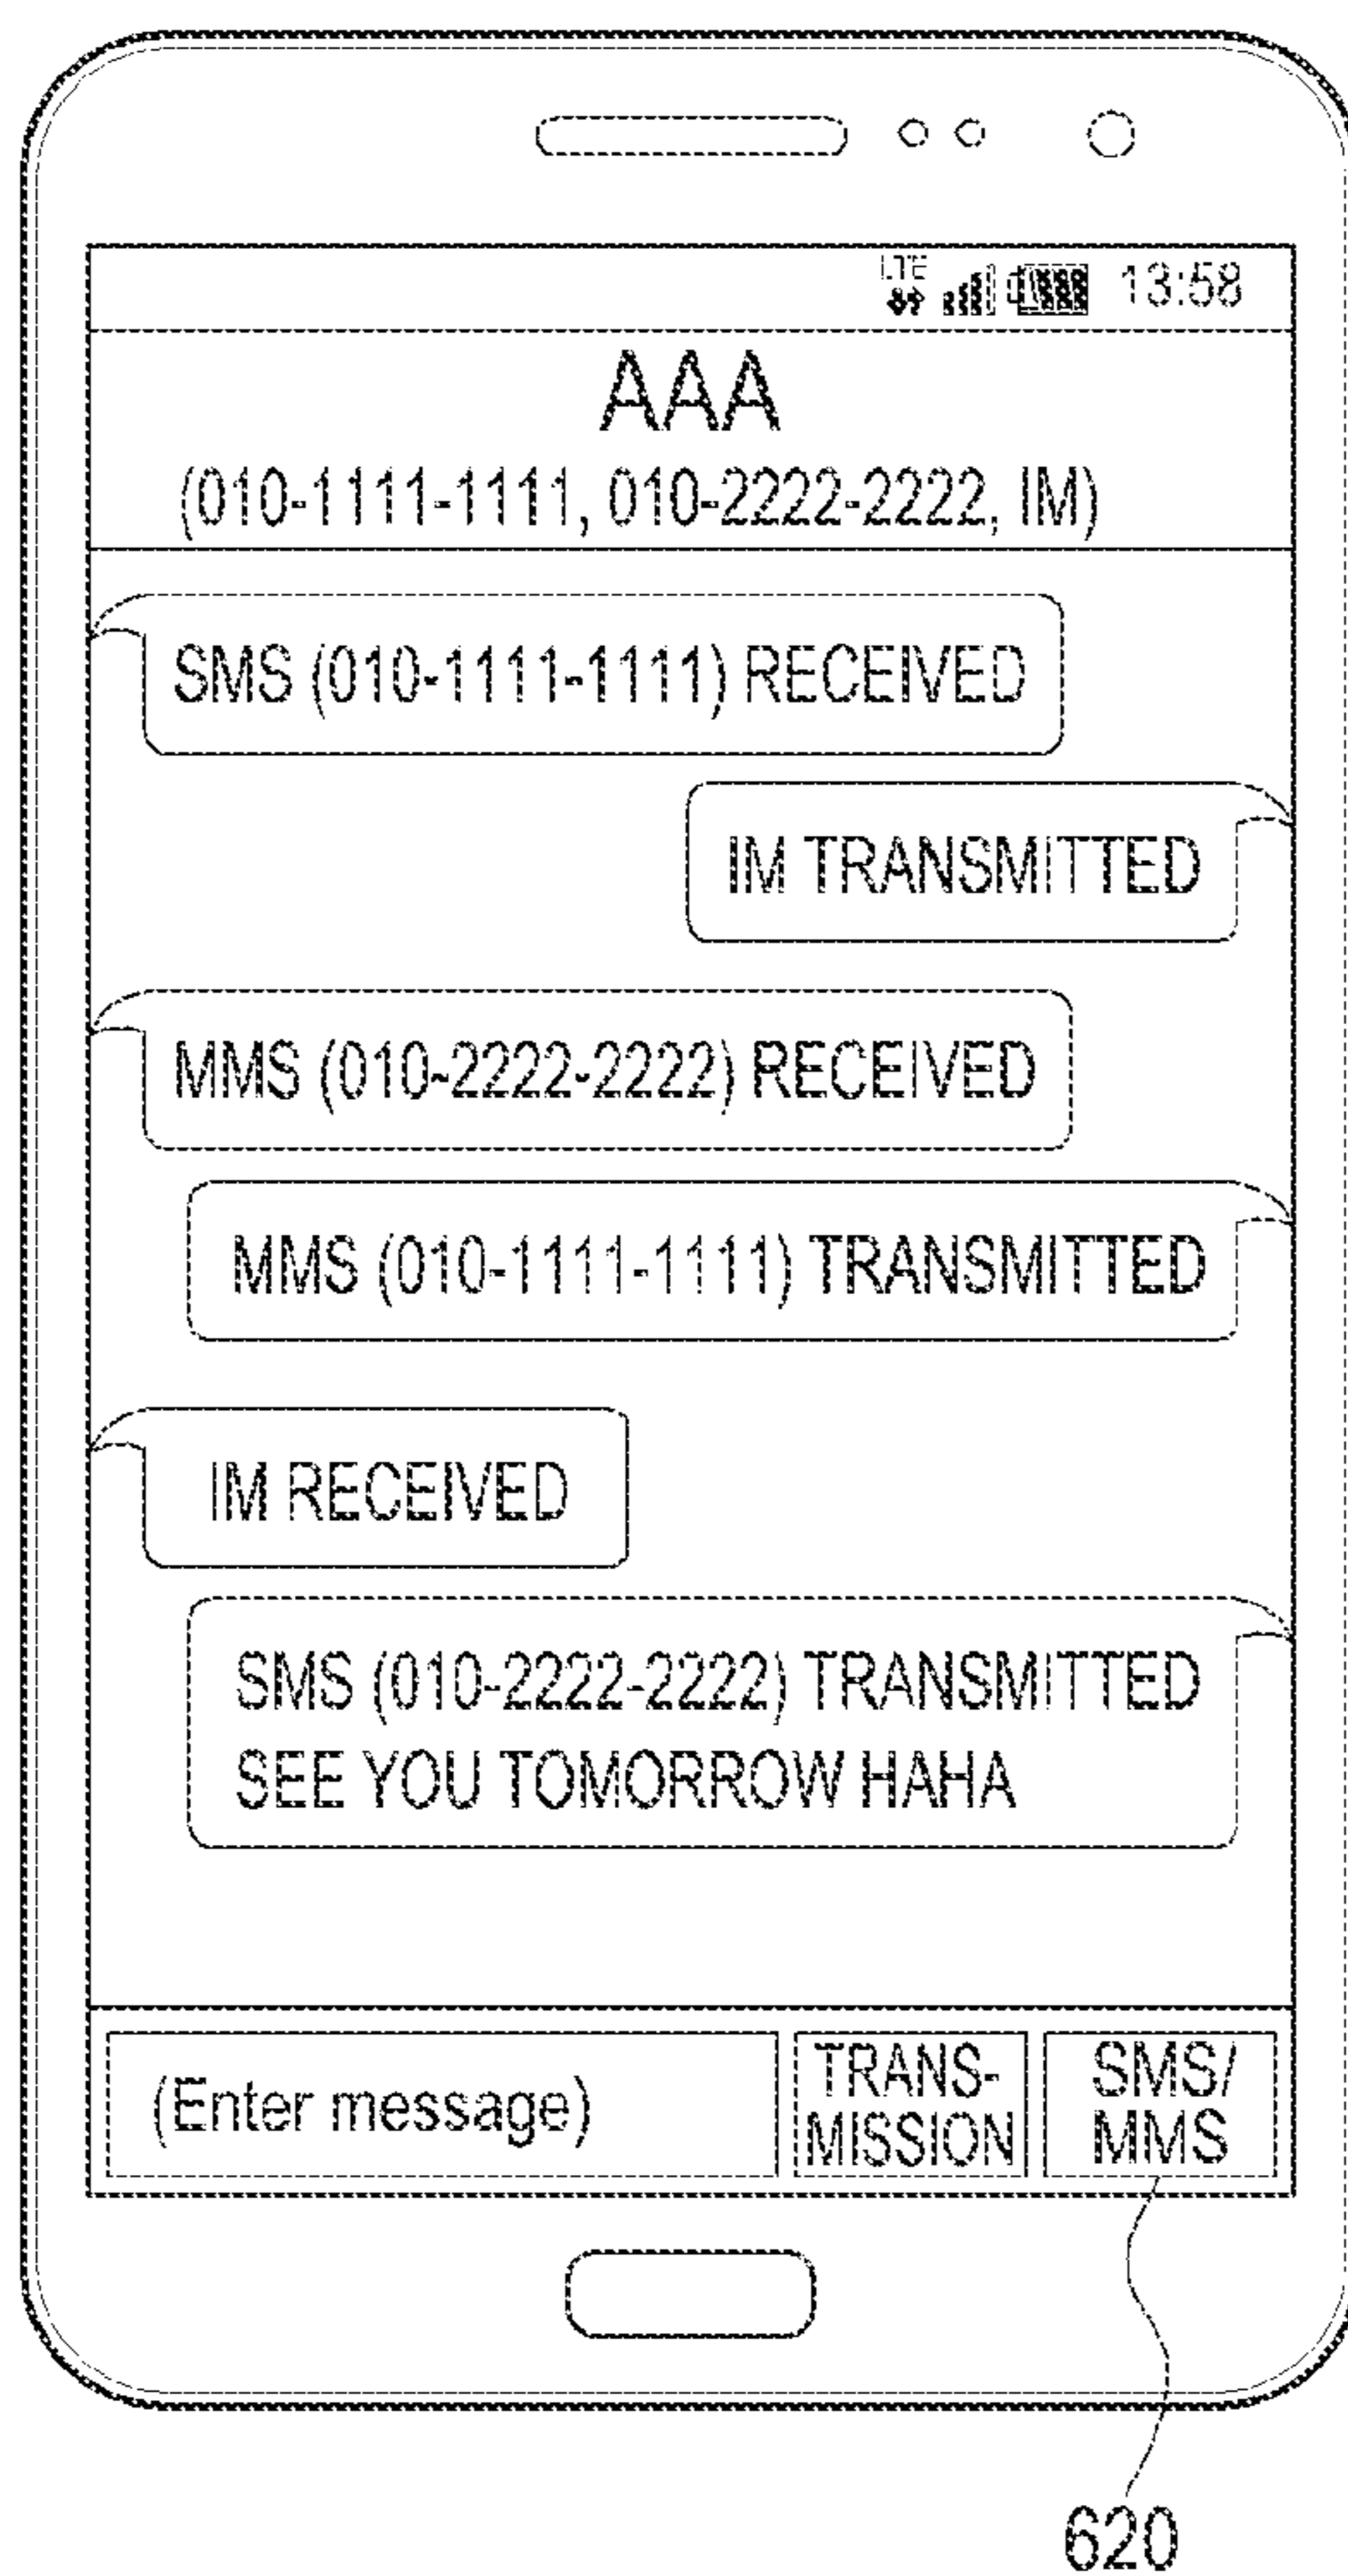 LTE 13:58
AAA
(010-1111-1111, 010-2222-2222, IM)
SMS (010-1111-1111) RECEIVED
IM TRANSMITTED
MMS (010-2222-2222) RECEIVED
MMS (010-1111-1111) TRANSMITTED
IM RECEIVED
SMS (010-2222-2222) TRANSMITTED
SEE YOU TOMORROW HAHA
(Enter message)
TRANS-
MISSION
SMS/
MMS
620